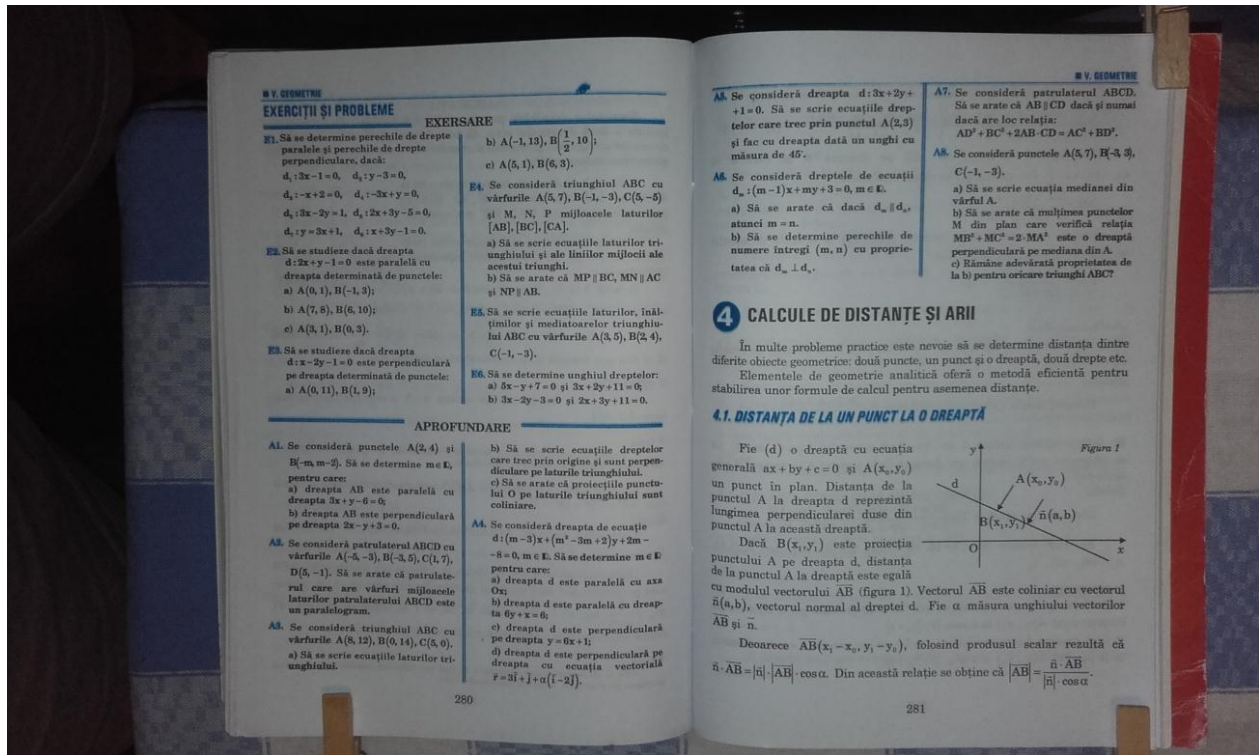 V. GEOMETRIE
EXERCIȚII ȘI PROBLEME
EXERSARE
E1. Să se determine perechile de drepte
paralele și perechile de drepte
perpendiculare, dacă:
d₁ : 3x − 1 = 0, d₂ : y − 3 = 0,
d₃ : −x + 2 = 0, d₄ : −3x + y = 0,
d₅ : 3x − 2y = 1, d₆ : 2x + 3y − 5 = 0,
d₇ : y = 3x + 1, d₈ : x + 3y − 1 = 0.
E2. Să se studieze dacă dreapta
d : 2x + y − 1 = 0 este paralelă cu
dreapta determinată de punctele:
a) A(0, 1), B(−1, 3);
b) A(7, 8), B(6, 10);
c) A(3, 1), B(0, 3).
E3. Să se studieze dacă dreapta
d : x − 2y − 1 = 0 este perpendiculară
pe dreapta determinată de punctele:
a) A(0, 11), B(1, 9);
b) A(−1, 13), B(1/2, 10);
c) A(5, 1), B(6, 3).
E4. Se consideră triunghiul ABC cu
vârfurile A(5, 7), B(−1, −3), C(5, −5)
și M, N, P mijloacele laturilor
[AB], [BC], [CA].
a) Să se scrie ecuațiile laturilor tri-
unghiului și ale liniilor mijlocii ale
acestui triunghi.
b) Să se arate că MP ∥ BC, MN ∥ AC
și NP ∥ AB.
E5. Să se scrie ecuațiile laturilor, înăl-
țimilor și mediatoarelor triunghiu-
lui ABC cu vârfurile A(3, 5), B(2, 4),
C(−1, −3).
E6. Să se determine unghiul dreptelor:
a) 5x − y + 7 = 0 și 3x + 2y + 11 = 0;
b) 3x − 2y − 3 = 0 și 2x + 3y + 11 = 0.
APROFUNDARE
A1. Se consideră punctele A(2, 4) și
B(−m, m − 2). Să se determine m ∈ ℝ,
pentru care:
a) dreapta AB este paralelă cu
dreapta 3x + y − 6 = 0;
b) dreapta AB este perpendiculară
pe dreapta 2x − y + 3 = 0.
A2. Se consideră patrulaterul ABCD cu
vârfurile A(−5, −3), B(−3, 5), C(1, 7),
D(5, −1). Să se arate că patrulate-
rul care are vârfuri mijloacele
laturilor patrulaterului ABCD este
un paralelogram.
A3. Se consideră triunghiul ABC cu
vârfurile A(8, 12), B(0, 14), C(5, 0).
a) Să se scrie ecuațiile laturilor tri-
unghiului.
b) Să se scrie ecuațiile dreptelor
care trec prin origine și sunt perpen-
diculare pe laturile triunghiului.
c) Să se arate că proiecțiile punctu-
lui O pe laturile triunghiului sunt
coliniare.
A4. Se consideră dreapta de ecuație
d : (m − 3)x + (m² − 3m + 2)y + 2m −
−8 = 0, m ∈ ℝ. Să se determine m ∈ ℝ
pentru care:
a) dreapta d este paralelă cu axa
Ox;
b) dreapta d este paralelă cu dreap-
ta 6y + x = 6;
c) dreapta d este perpendiculară
pe dreapta y = 6x + 1;
d) dreapta d este perpendiculară pe
dreapta cu ecuația vectorială
r̄ = 3ī + j̄ + α(ī − 2j̄).
280
V. GEOMETRIE
A5. Se consideră dreapta d : 3x + 2y +
+1 = 0. Să se scrie ecuațiile drep-
telor care trec prin punctul A(2, 3)
și fac cu dreapta dată un unghi cu
măsura de 45°.
A6. Se consideră dreptele de ecuații
dₘ : (m − 1)x + my + 3 = 0, m ∈ ℝ.
a) Să se arate că dacă dₘ ∥ dₙ,
atunci m = n.
b) Să se determine perechile de
numere întregi (m, n) cu proprie-
tatea că dₘ ⊥ dₙ.
A7. Se consideră patrulaterul ABCD.
Să se arate că AB ∥ CD dacă și numai
dacă are loc relația:
AD² + BC² + 2AB · CD = AC² + BD².
A8. Se consideră punctele A(5, 7), B(−3, 3),
C(−1, −3).
a) Să se scrie ecuația medianei din
vârful A.
b) Să se arate că mulțimea punctelor
M din plan care verifică relația
MB² + MC² = 2 · MA² este o dreaptă
perpendiculară pe mediana din A.
c) Rămâne adevărată proprietatea de
la b) pentru oricare triunghi ABC?
4 CALCULE DE DISTANȚE ȘI ARII
În multe probleme practice este nevoie să se determine distanța dintre
diferite obiecte geometrice: două puncte, un punct și o dreaptă, două drepte etc.
Elementele de geometrie analitică oferă o metodă eficientă pentru
stabilirea unor formule de calcul pentru asemenea distanțe.
4.1. DISTANȚA DE LA UN PUNCT LA O DREAPTĂ
Fie (d) o dreaptă cu ecuația
generală ax + by + c = 0 și A(x₀, y₀)
un punct în plan. Distanța de la
punctul A la dreapta d reprezintă
lungimea perpendicularei duse din
punctul A la această dreaptă.
Dacă B(x₁, y₁) este proiecția
punctului A pe dreapta d, distanța
de la punctul A la dreaptă este egală
cu modulul vectorului AB̅ (figura 1). Vectorul AB̅ este coliniar cu vectorul
n̄(a, b), vectorul normal al dreptei d. Fie α măsura unghiului vectorilor
AB̅ și n̄.
Deoarece AB̅(x₁ − x₀, y₁ − y₀), folosind produsul scalar rezultă că
n̄ · AB̅ = |n̄| · |AB̅| · cos α. Din această relație se obține că |AB̅| = (n̄ · AB̅)/(|n̄| · cos α).
Figura 1
y
d
A(x₀, y₀)
B(x₁, y₁)
n̄(a, b)
O
x
281